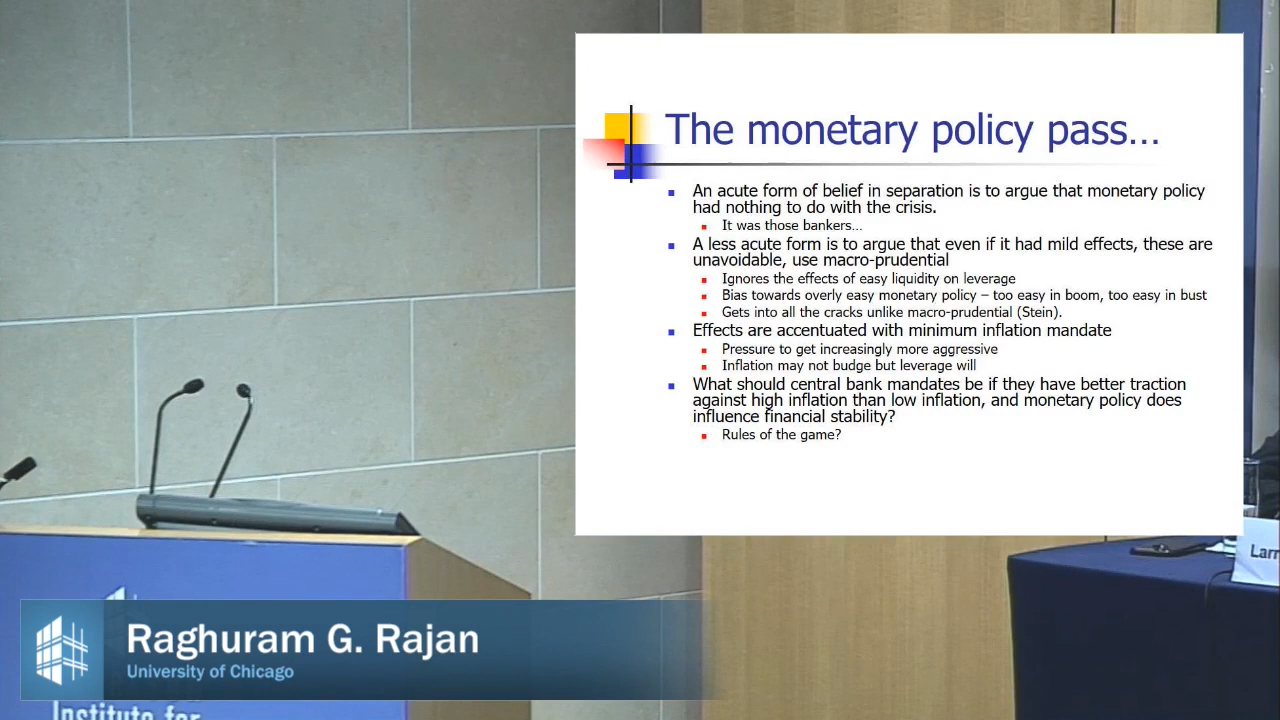 The monetary policy pass...
An acute form of belief in separation is to argue that monetary policy
had nothing to do with the crisis.
It was those bankers...
A less acute form is to argue that even if it had mild effects, these are
unavoidable, use macro-prudential
Ignores the effects of easy liquidity on leverage
Bias towards overly easy monetary policy – too easy in boom, too easy in bust
Gets into all the cracks unlike macro-prudential (Stein).
Effects are accentuated with minimum inflation mandate
Pressure to get increasingly more aggressive
Inflation may not budge but leverage will
What should central bank mandates be if they have better traction
against high inflation than low inflation, and monetary policy does
influence financial stability?
Rules of the game?
Larr
Raghuram G. Rajan
University of Chicago
Institute for